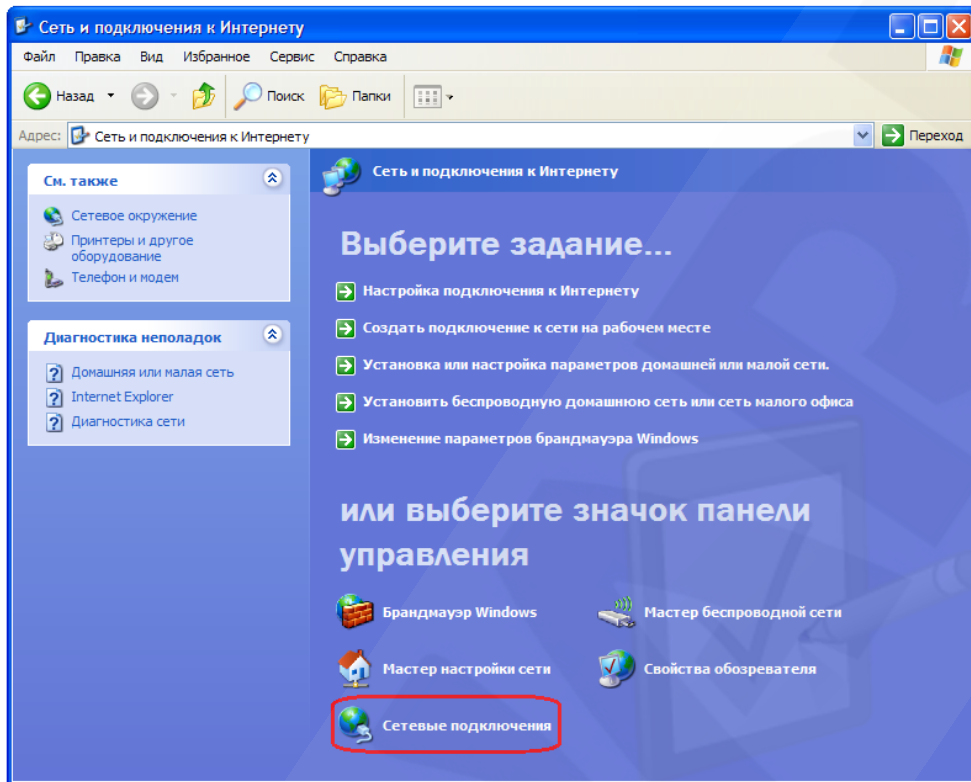 Сеть и подключения к Интернету
Файл Правка Вид Избранное Сервис Справка
Назад Поиск Папки
Адрес: Сеть и подключения к Интернету Переход
См. также
Сетевое окружение
Принтеры и другое
оборудование
Телефон и модем
Диагностика неполадок
Домашняя или малая сеть
Internet Explorer
Диагностика сети
Сеть и подключения к Интернету
Выберите задание...
Настройка подключения к Интернету
Создать подключение к сети на рабочем месте
Установка или настройка параметров домашней или малой сети.
Установить беспроводную домашнюю сеть или сеть малого офиса
Изменение параметров брандмауэра Windows
или выберите значок панели
управления
Брандмауэр Windows Мастер беспроводной сети
Мастер настройки сети Свойства обозревателя
Сетевые подключения